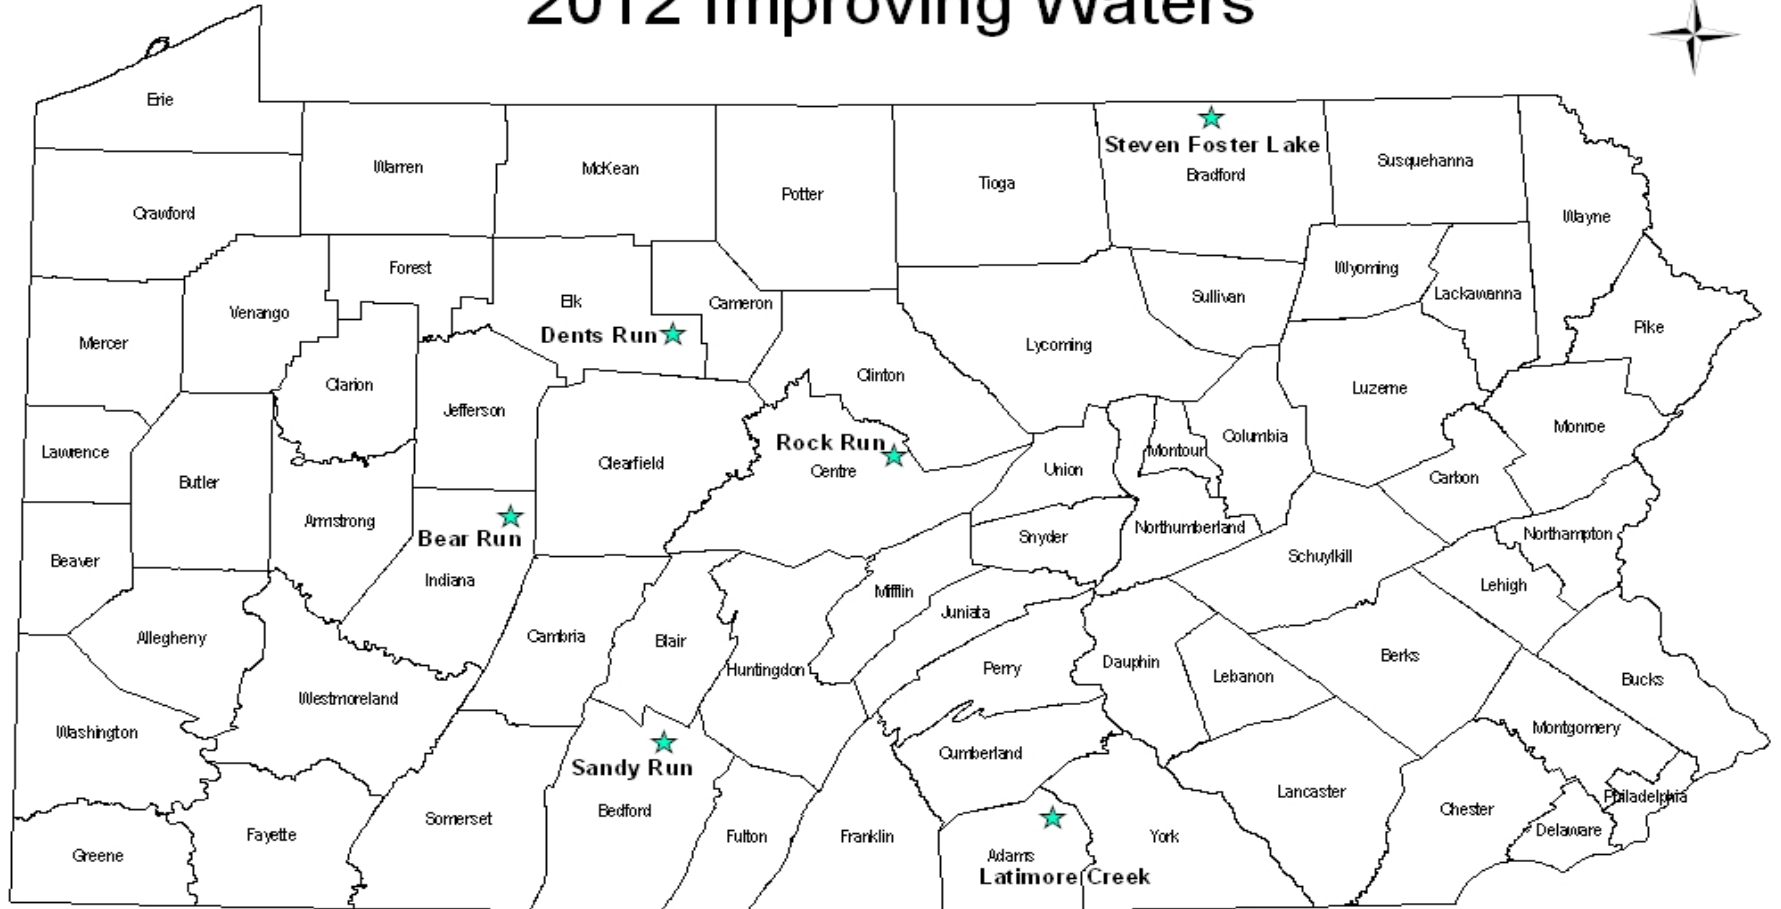 2012 Improving Waters
Erie
Steven Foster Lake
Warren
McKean
Susquehanna
Bradford
Tioga
Potter
Crawford
Wayne
Forest
Wyoming
Elk
Cameron
Sullivan
Lackawanna
Venango
Dents Run
Pike
Mercer
Lycoming
Clinton
Clarion
Luzerne
Jefferson
Monroe
Columbia
Rock Run
Lawrence
Montour
Clearfield
Centre
Union
Carbon
Butler
Armstrong
Northumberland
Bear Run
Snyder
Northampton
Schuylkill
Beaver
Indiana
Lehigh
Mifflin
Juniata
Allegheny
Cambria
Blair
Huntingdon
Perry
Dauphin
Berks
Lebanon
Bucks
Westmoreland
Washington
Montgomery
Cumberland
Sandy Run
Lancaster
Philadelphia
Bedford
Chester
Somerset
Delaware
Fayette
Fulton
Franklin
York
Greene
Adams
Latimore Creek